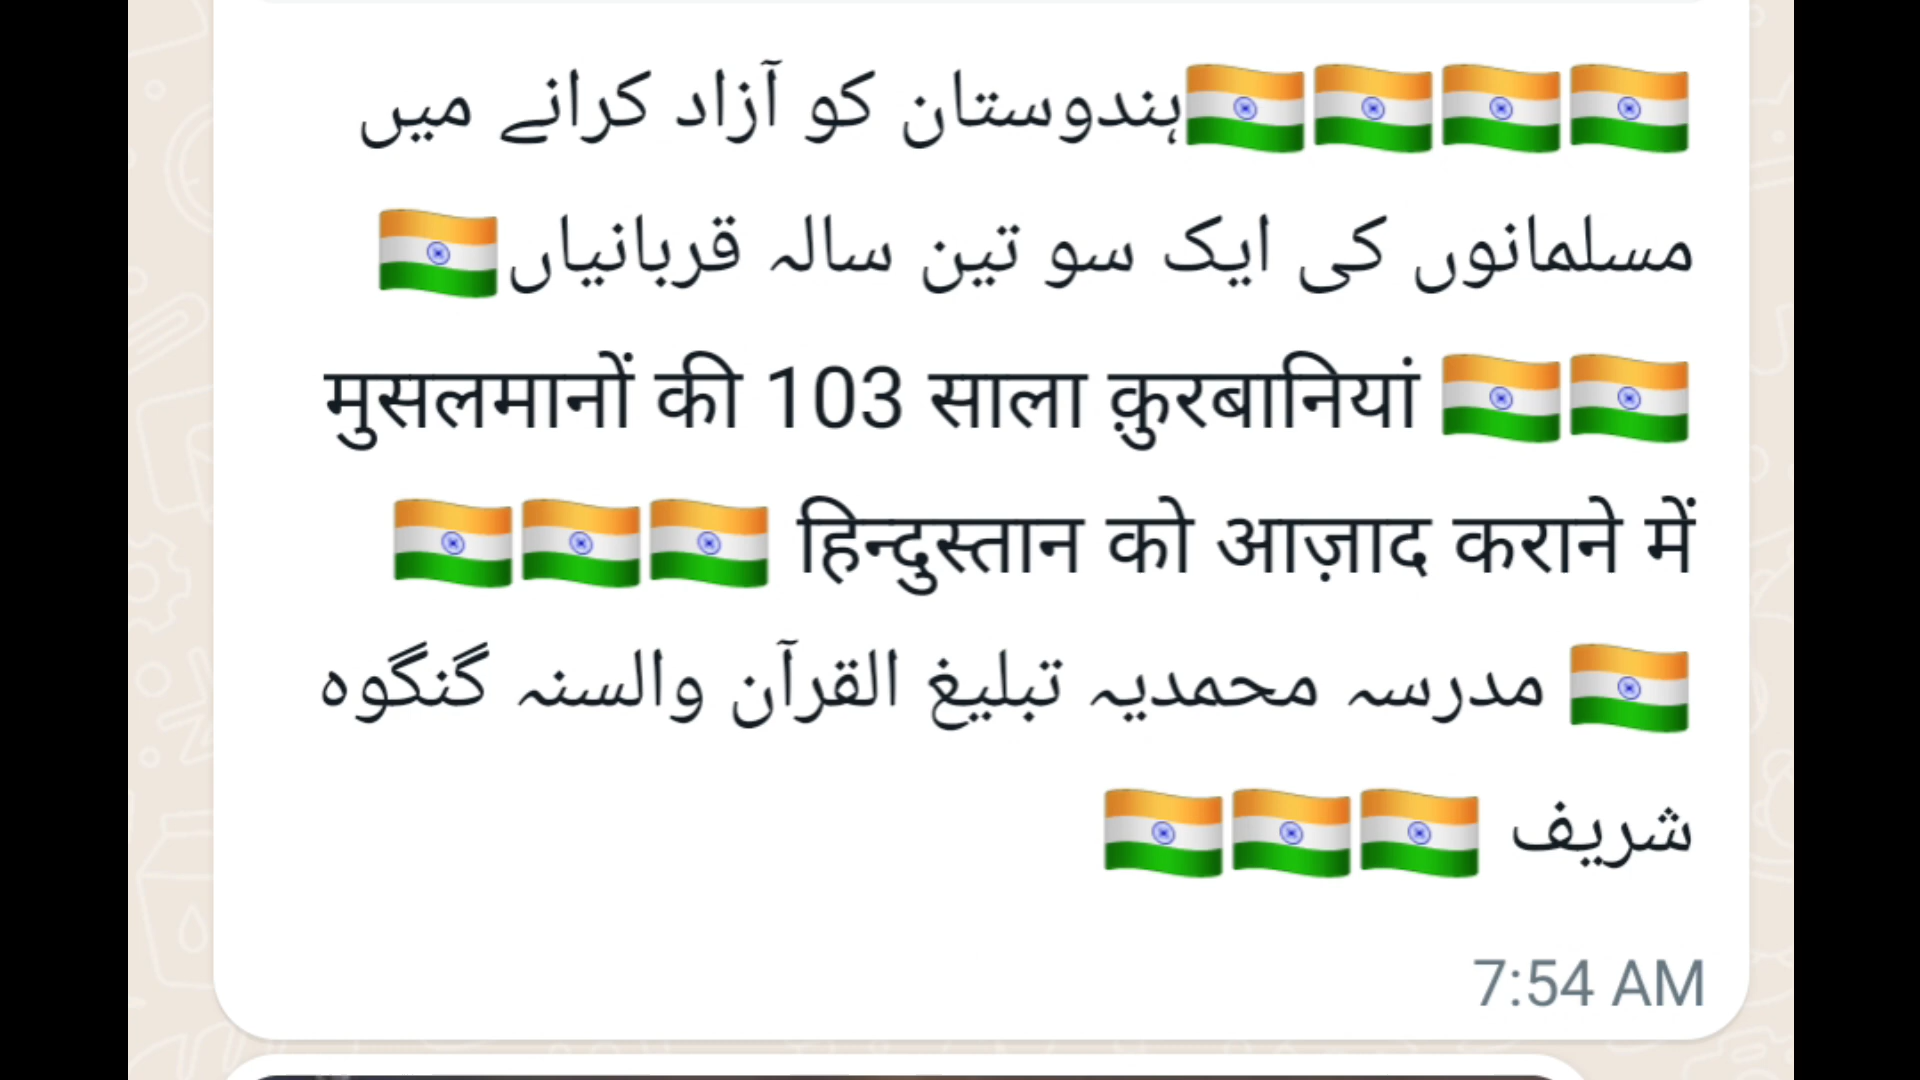 🇮🇳🇮🇳🇮🇳🇮🇳ہندوستان کو آزاد کرانے میں
مسلمانوں کی ایک سو تین سالہ قربانیاں🇮🇳
🇮🇳🇮🇳 मुसलमानों की 103 साला क़ुरबानियां
हिन्दुस्तान को आज़ाद कराने में 🇮🇳🇮🇳🇮🇳
🇮🇳 مدرسہ محمدیہ تبلیغ القرآن والسنہ گنگوہ
شریف 🇮🇳🇮🇳🇮🇳
7:54 AM